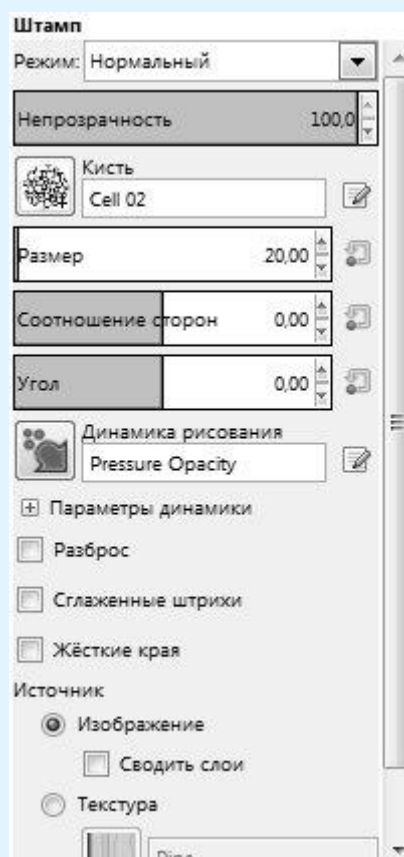 Штамп
Режим: Нормальный
Непрозрачность 100,0
Кисть
Cell 02
Размер 20,00
Соотношение сторон 0,00
Угол 0,00
Динамика рисования
Pressure Opacity
Параметры динамики
Разброс
Сглаженные штрихи
Жёсткие края
Источник
Изображение
Сводить слои
Текстура